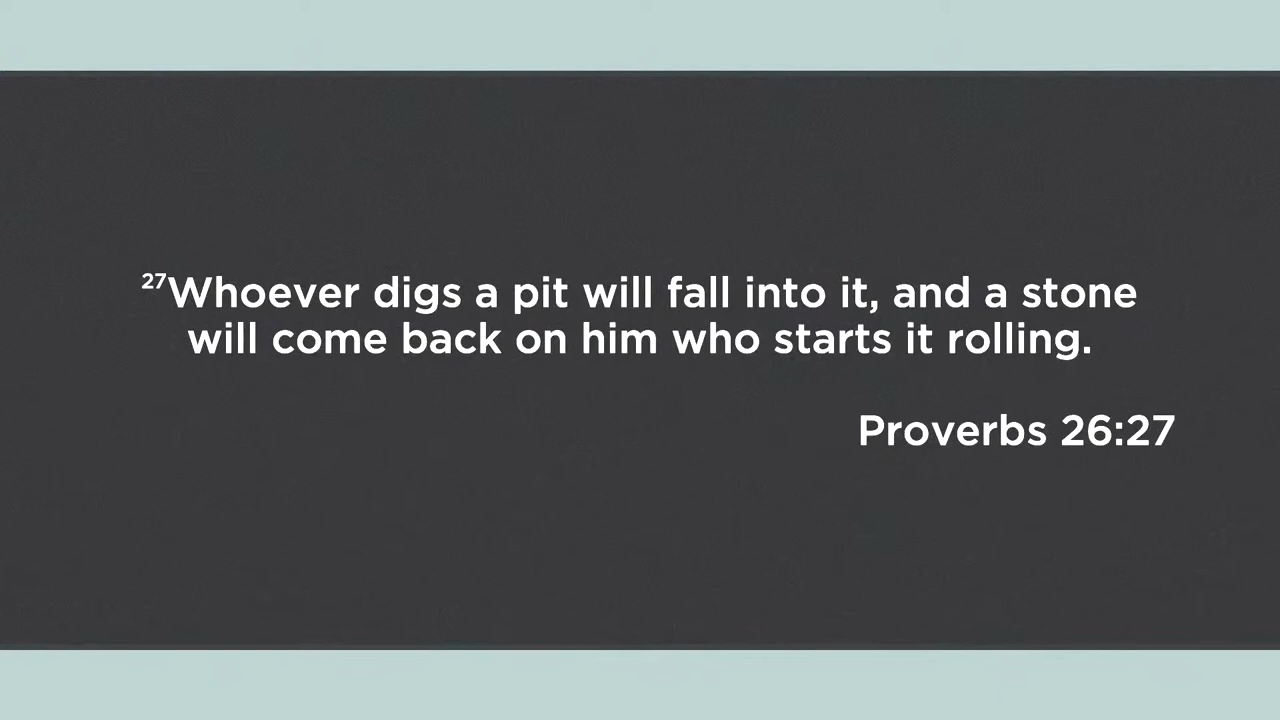 ²⁷Whoever digs a pit will fall into it, and a stone
will come back on him who starts it rolling.
Proverbs 26:27